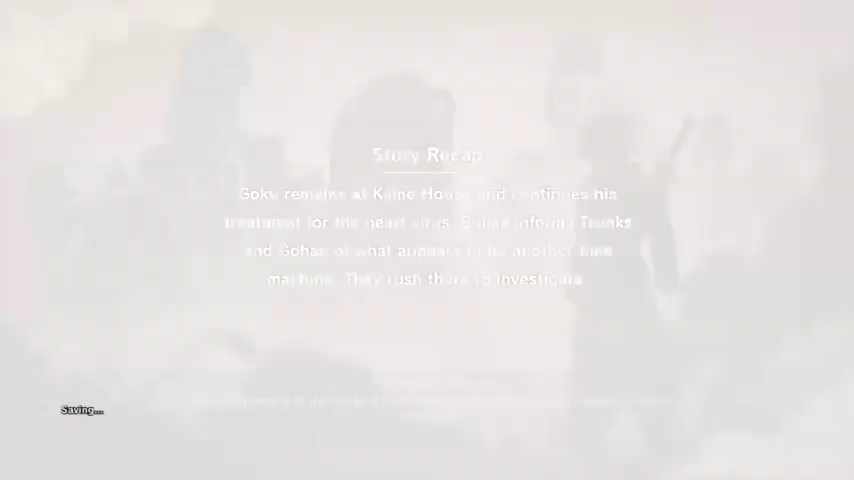 Story Recap
Goku remains at Kame House and continues his
treatment for the heart virus. Bulma informs Trunks
and Gohan of what appears to be another time
machine. They rush there to investigate.
Saving...